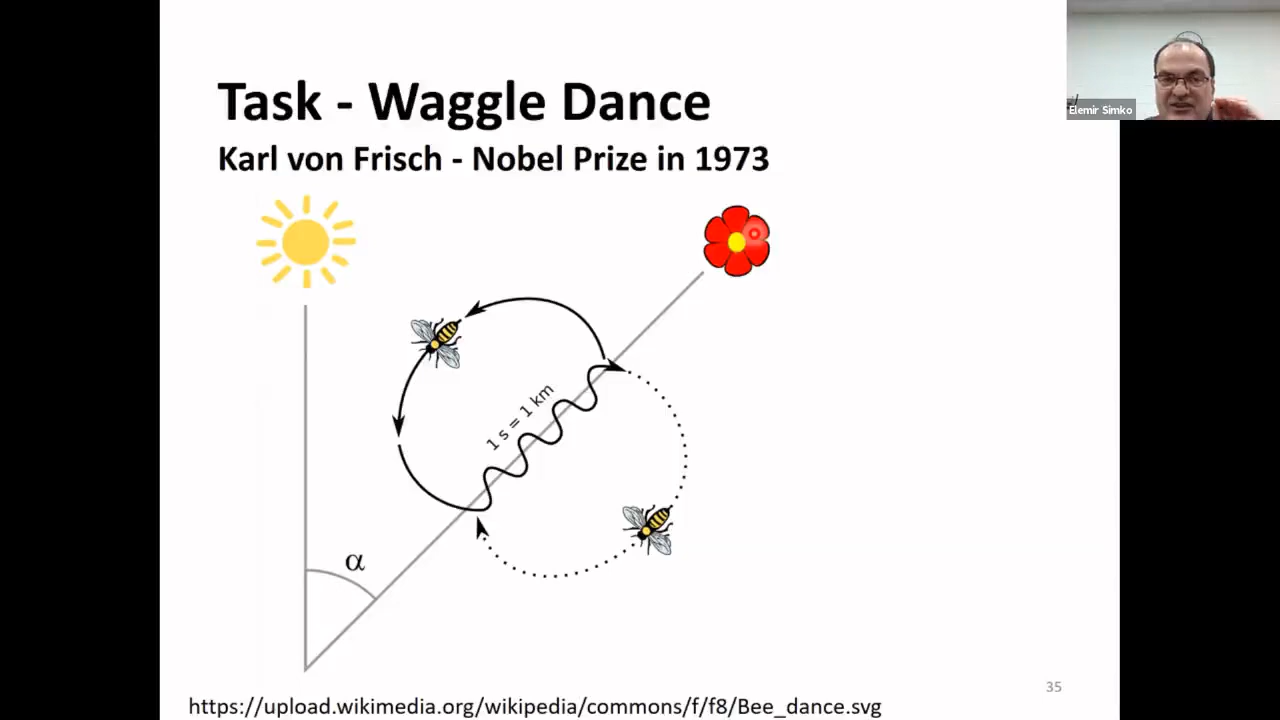 Task - Waggle Dance
Karl von Frisch - Nobel Prize in 1973
Elemir Simko
1 s = 1 km
α
35
https://upload.wikimedia.org/wikipedia/commons/f/f8/Bee_dance.svg